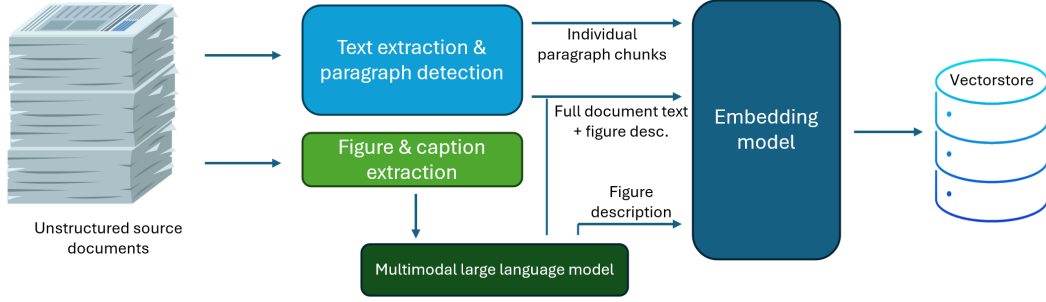 Text extraction &
paragraph detection
Individual
paragraph chunks
Full document text
+ figure desc.
Embedding
model
Vectorstore
Figure & caption
extraction
Figure
description
Unstructured source
documents
Multimodal large language model